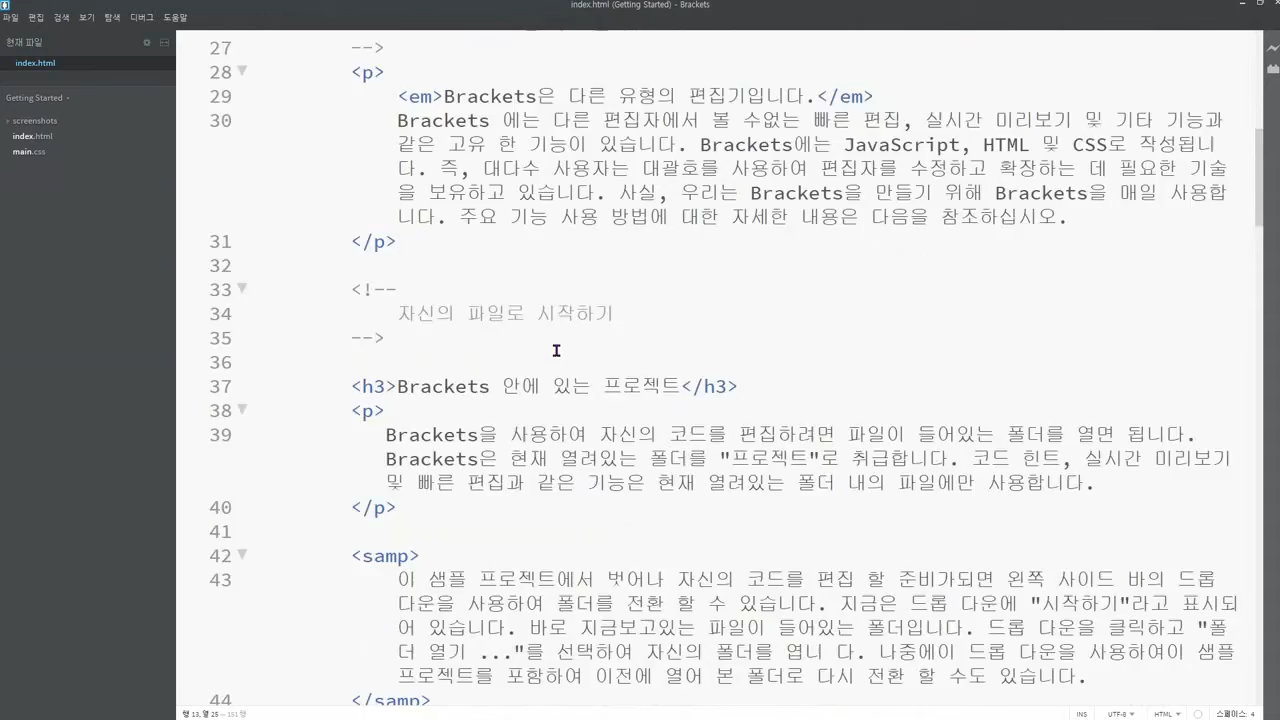 index.html (Getting Started) - Brackets
파일 편집 검색 보기 탐색 디버그 도움말
현재 파일
index.html
Getting Started
screenshots
index.html
main.css
27 -->
28 <p>
29 <em>Brackets은 다른 유형의 편집기입니다.</em>
30 Brackets 에는 다른 편집자에서 볼 수없는 빠른 편집, 실시간 미리보기 및 기타 기능과
같은 고유 한 기능이 있습니다. Brackets에는 JavaScript, HTML 및 CSS로 작성됩니
다. 즉, 대다수 사용자는 대괄호를 사용하여 편집자를 수정하고 확장하는 데 필요한 기술
을 보유하고 있습니다. 사실, 우리는 Brackets을 만들기 위해 Brackets을 매일 사용합
니다. 주요 기능 사용 방법에 대한 자세한 내용은 다음을 참조하십시오.
31 </p>
32
33 <!--
34 자신의 파일로 시작하기
35 -->
36
37 <h3>Brackets 안에 있는 프로젝트</h3>
38 <p>
39 Brackets을 사용하여 자신의 코드를 편집하려면 파일이 들어있는 폴더를 열면 됩니다.
Brackets은 현재 열려있는 폴더를 "프로젝트"로 취급합니다. 코드 힌트, 실시간 미리보기
및 빠른 편집과 같은 기능은 현재 열려있는 폴더 내의 파일에만 사용합니다.
40 </p>
41
42 <samp>
43 이 샘플 프로젝트에서 벗어나 자신의 코드를 편집 할 준비가되면 왼쪽 사이드 바의 드롭
다운을 사용하여 폴더를 전환 할 수 있습니다. 지금은 드롭 다운에 "시작하기"라고 표시되
어 있습니다. 바로 지금보고있는 파일이 들어있는 폴더입니다. 드롭 다운을 클릭하고 "폴
더 열기 ..."를 선택하여 자신의 폴더를 엽니 다. 나중에이 드롭 다운을 사용하여이 샘플
프로젝트를 포함하여 이전에 열어 본 폴더로 다시 전환 할 수도 있습니다.
44 </samp>
행 13, 열 25 — 151 행 INS UTF-8 HTML 스페이스: 4